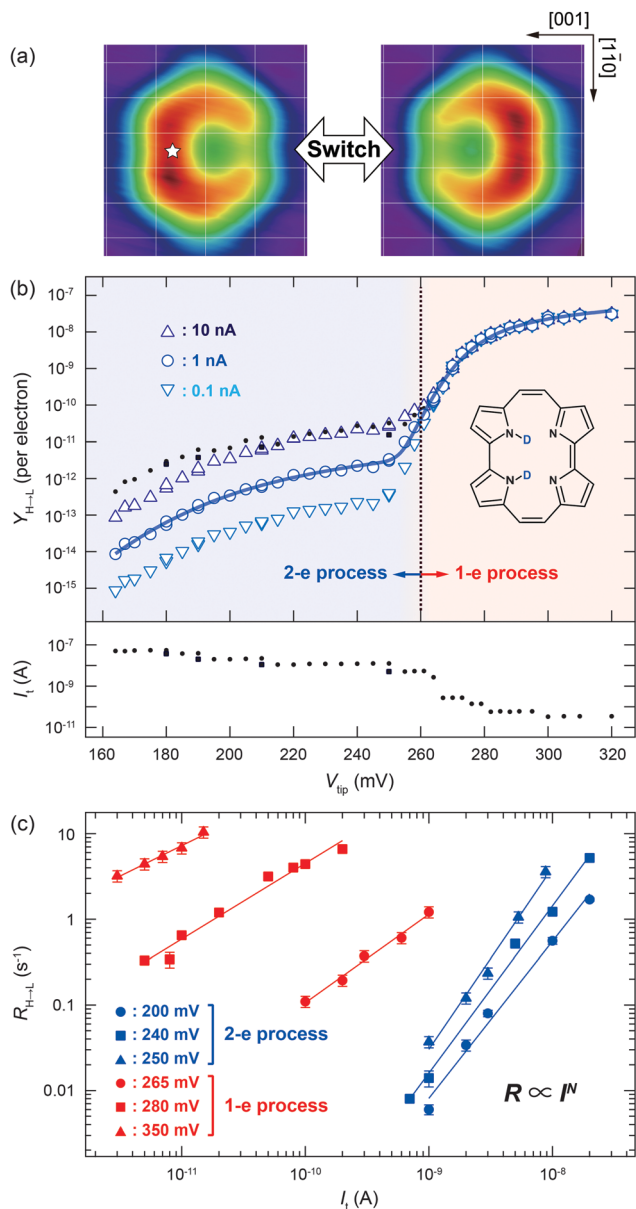 (a)
[001]
[11̄0]
Switch
(b)
10⁻⁷
10⁻⁸
10⁻⁹
10⁻¹⁰
10⁻¹¹
10⁻¹²
10⁻¹³
10⁻¹⁴
10⁻¹⁵
Y_H→L (per electron)
△ : 10 nA
○ : 1 nA
▽ : 0.1 nA
N D N
N D N
2-e process
1-e process
10⁻⁷
10⁻⁹
10⁻¹¹
I_t (A)
160 180 200 220 240 260 280 300 320
V_tip (mV)
(c)
10
1
0.1
0.01
R_H→L (s⁻¹)
● : 200 mV
■ : 240 mV
▲ : 250 mV
2-e process
● : 265 mV
■ : 280 mV
▲ : 350 mV
1-e process
R ∝ I^N
10⁻¹¹ 10⁻¹⁰ 10⁻⁹ 10⁻⁸
I_t (A)